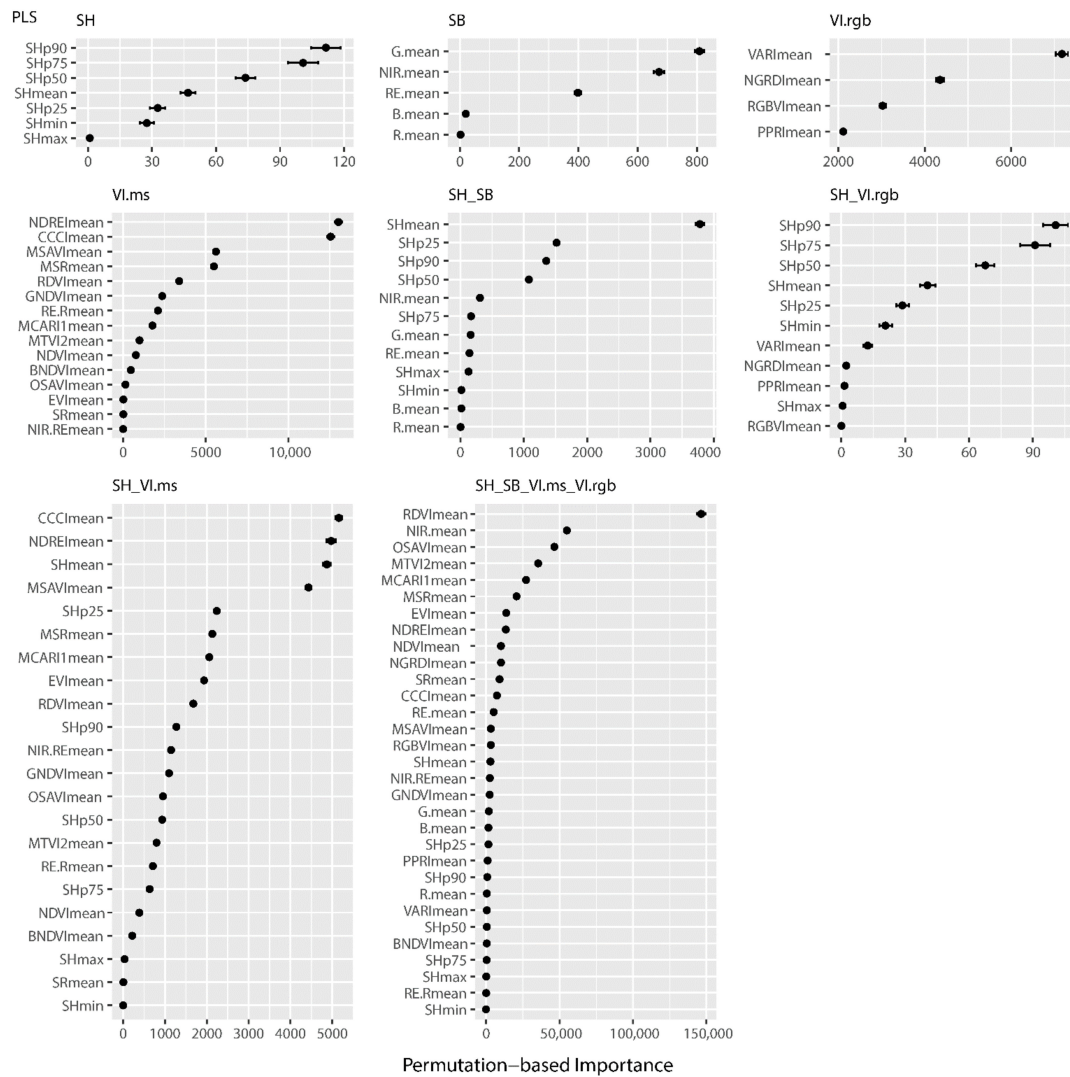 PLS
SH
SHp90
SHp75
SHp50
SHmean
SHp25
SHmin
SHmax
0 30 60 90 120
SB
G.mean
NIR.mean
RE.mean
B.mean
R.mean
0 200 400 600 800
VI.rgb
VARImean
NGRDImean
RGBVImean
PPRImean
2000 4000 6000
VI.ms
NDREImean
CCCImean
MSAVImean
MSRmean
RDVImean
GNDVImean
RE.Rmean
MCARI1mean
MTVI2mean
NDVImean
BNDVImean
OSAVImean
EVImean
SRmean
NIR.REmean
0 5000 10,000
SH_SB
SHmean
SHp25
SHp90
SHp50
NIR.mean
SHp75
G.mean
RE.mean
SHmax
SHmin
B.mean
R.mean
0 1000 2000 3000 4000
SH_VI.rgb
SHp90
SHp75
SHp50
SHmean
SHp25
SHmin
VARImean
NGRDImean
PPRImean
SHmax
RGBVImean
0 30 60 90
SH_VI.ms
CCCImean
NDREImean
SHmean
MSAVImean
SHp25
MSRmean
MCARI1mean
EVImean
RDVImean
SHp90
NIR.REmean
GNDVImean
OSAVImean
SHp50
MTVI2mean
RE.Rmean
SHp75
NDVImean
BNDVImean
SHmax
SRmean
SHmin
0 1000 2000 3000 4000 5000
SH_SB_VI.ms_VI.rgb
RDVImean
NIR.mean
OSAVImean
MTVI2mean
MCARI1mean
MSRmean
EVImean
NDREImean
NDVImean
NGRDImean
SRmean
CCCImean
RE.mean
MSAVImean
RGBVImean
SHmean
NIR.REmean
GNDVImean
G.mean
B.mean
SHp25
PPRImean
SHp90
R.mean
VARImean
SHp50
BNDVImean
SHp75
SHmax
RE.Rmean
SHmin
0 50,000 100,000 150,000
Permutation−based Importance